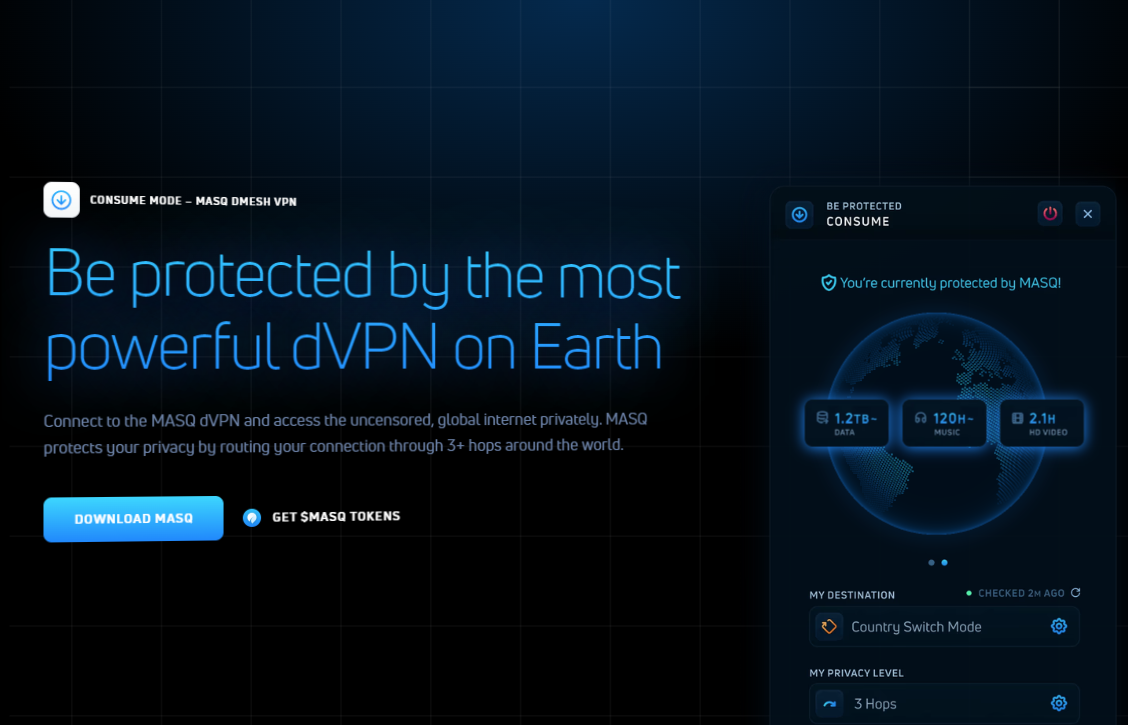 CONSUME MODE – MASQ DMESH VPN
Be protected by the most
powerful dVPN on Earth
Connect to the MASQ dVPN and access the uncensored, global internet privately. MASQ
protects your privacy by routing your connection through 3+ hops around the world.
DOWNLOAD MASQ
GET $MASQ TOKENS
BE PROTECTED
CONSUME
You're currently protected by MASQ!
1.2TB~
DATA
120H~
MUSIC
2.1H
HD VIDEO
MY DESTINATION
CHECKED 2M AGO
Country Switch Mode
MY PRIVACY LEVEL
3 Hops